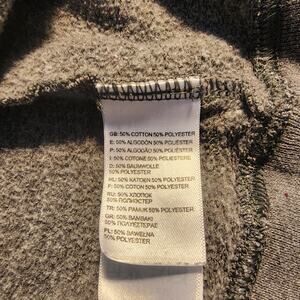 GB: 50% COTTON 50% POLYESTER
E: 50% ALGODÓN 50% POLIÉSTER
P: 50% ALGODÃO 50% POLIÉSTER
I: 50% COTONE 50% POLIESTERE
D: 50% BAUMWOLLE
50% POLYESTER
NL: 50% KATOEN 50% POLYESTER
F: 50% COTON 50% POLYESTER
RU: 50% ХЛОПОК
50% ПОЛИЭСТЕР
TR: 50% PAMUK 50% POLYESTER
GR: 50% ΒΑΜΒΑΚΙ
50% ΠΟΛΥΕΣΤΕΡΑΣ
PL: 50% BAWEŁNA
50% POLYESTER